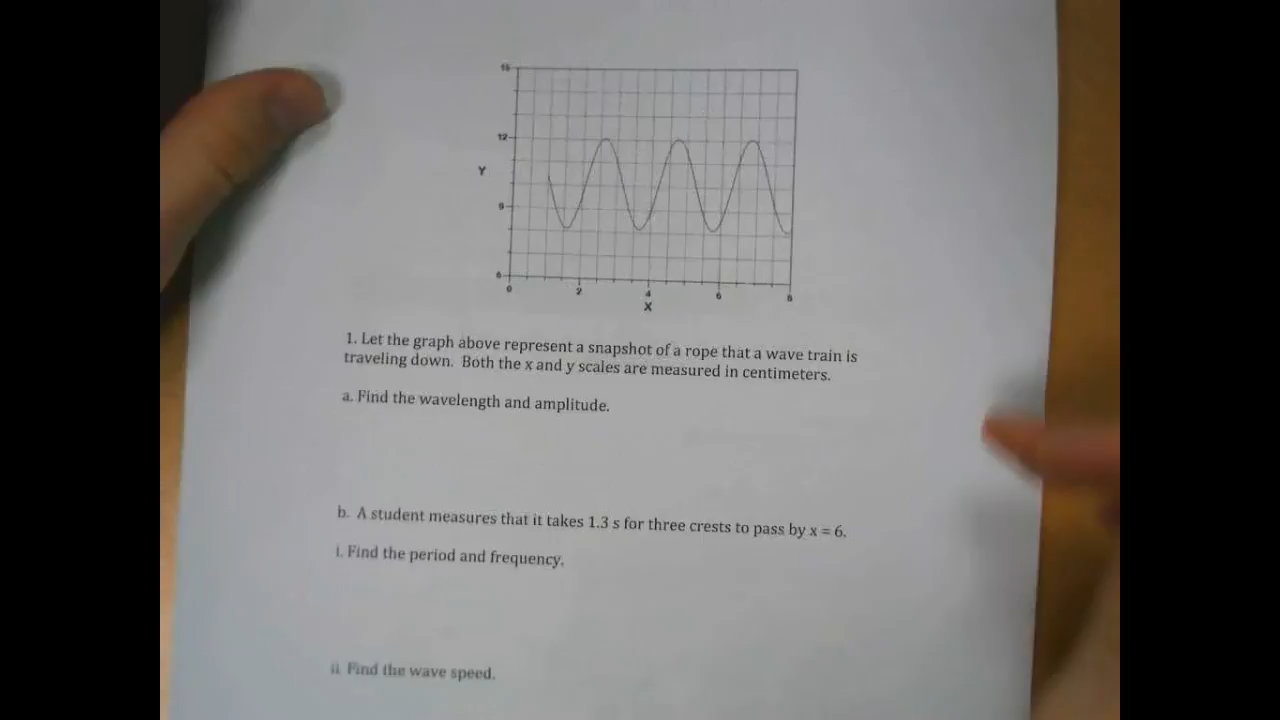 15
12
Y
9
6
0 2 4 6 8
X
1. Let the graph above represent a snapshot of a rope that a wave train is
traveling down. Both the x and y scales are measured in centimeters.
a. Find the wavelength and amplitude.
b. A student measures that it takes 1.3 s for three crests to pass by x = 6.
i. Find the period and frequency.
ii. Find the wave speed.